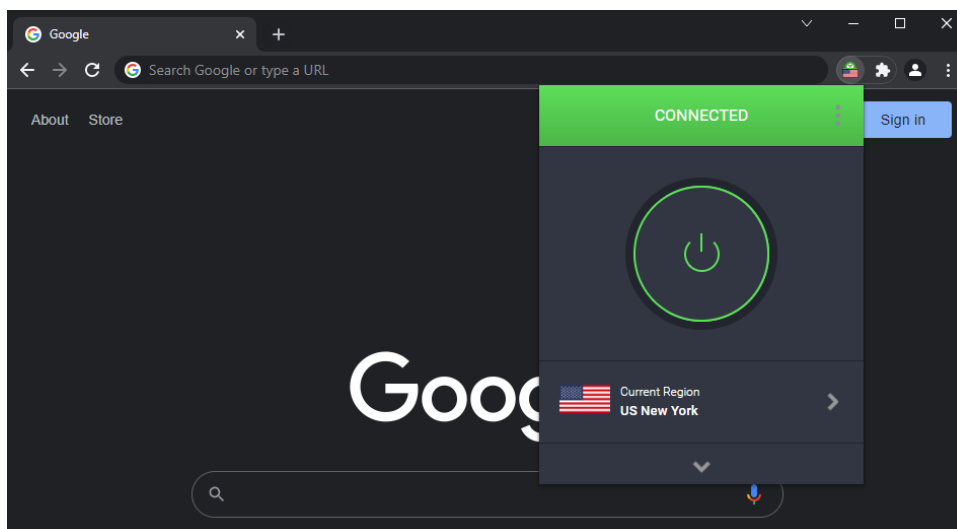 Google
Search Google or type a URL
About Store
CONNECTED
Sign in
Goog
Current Region
US New York